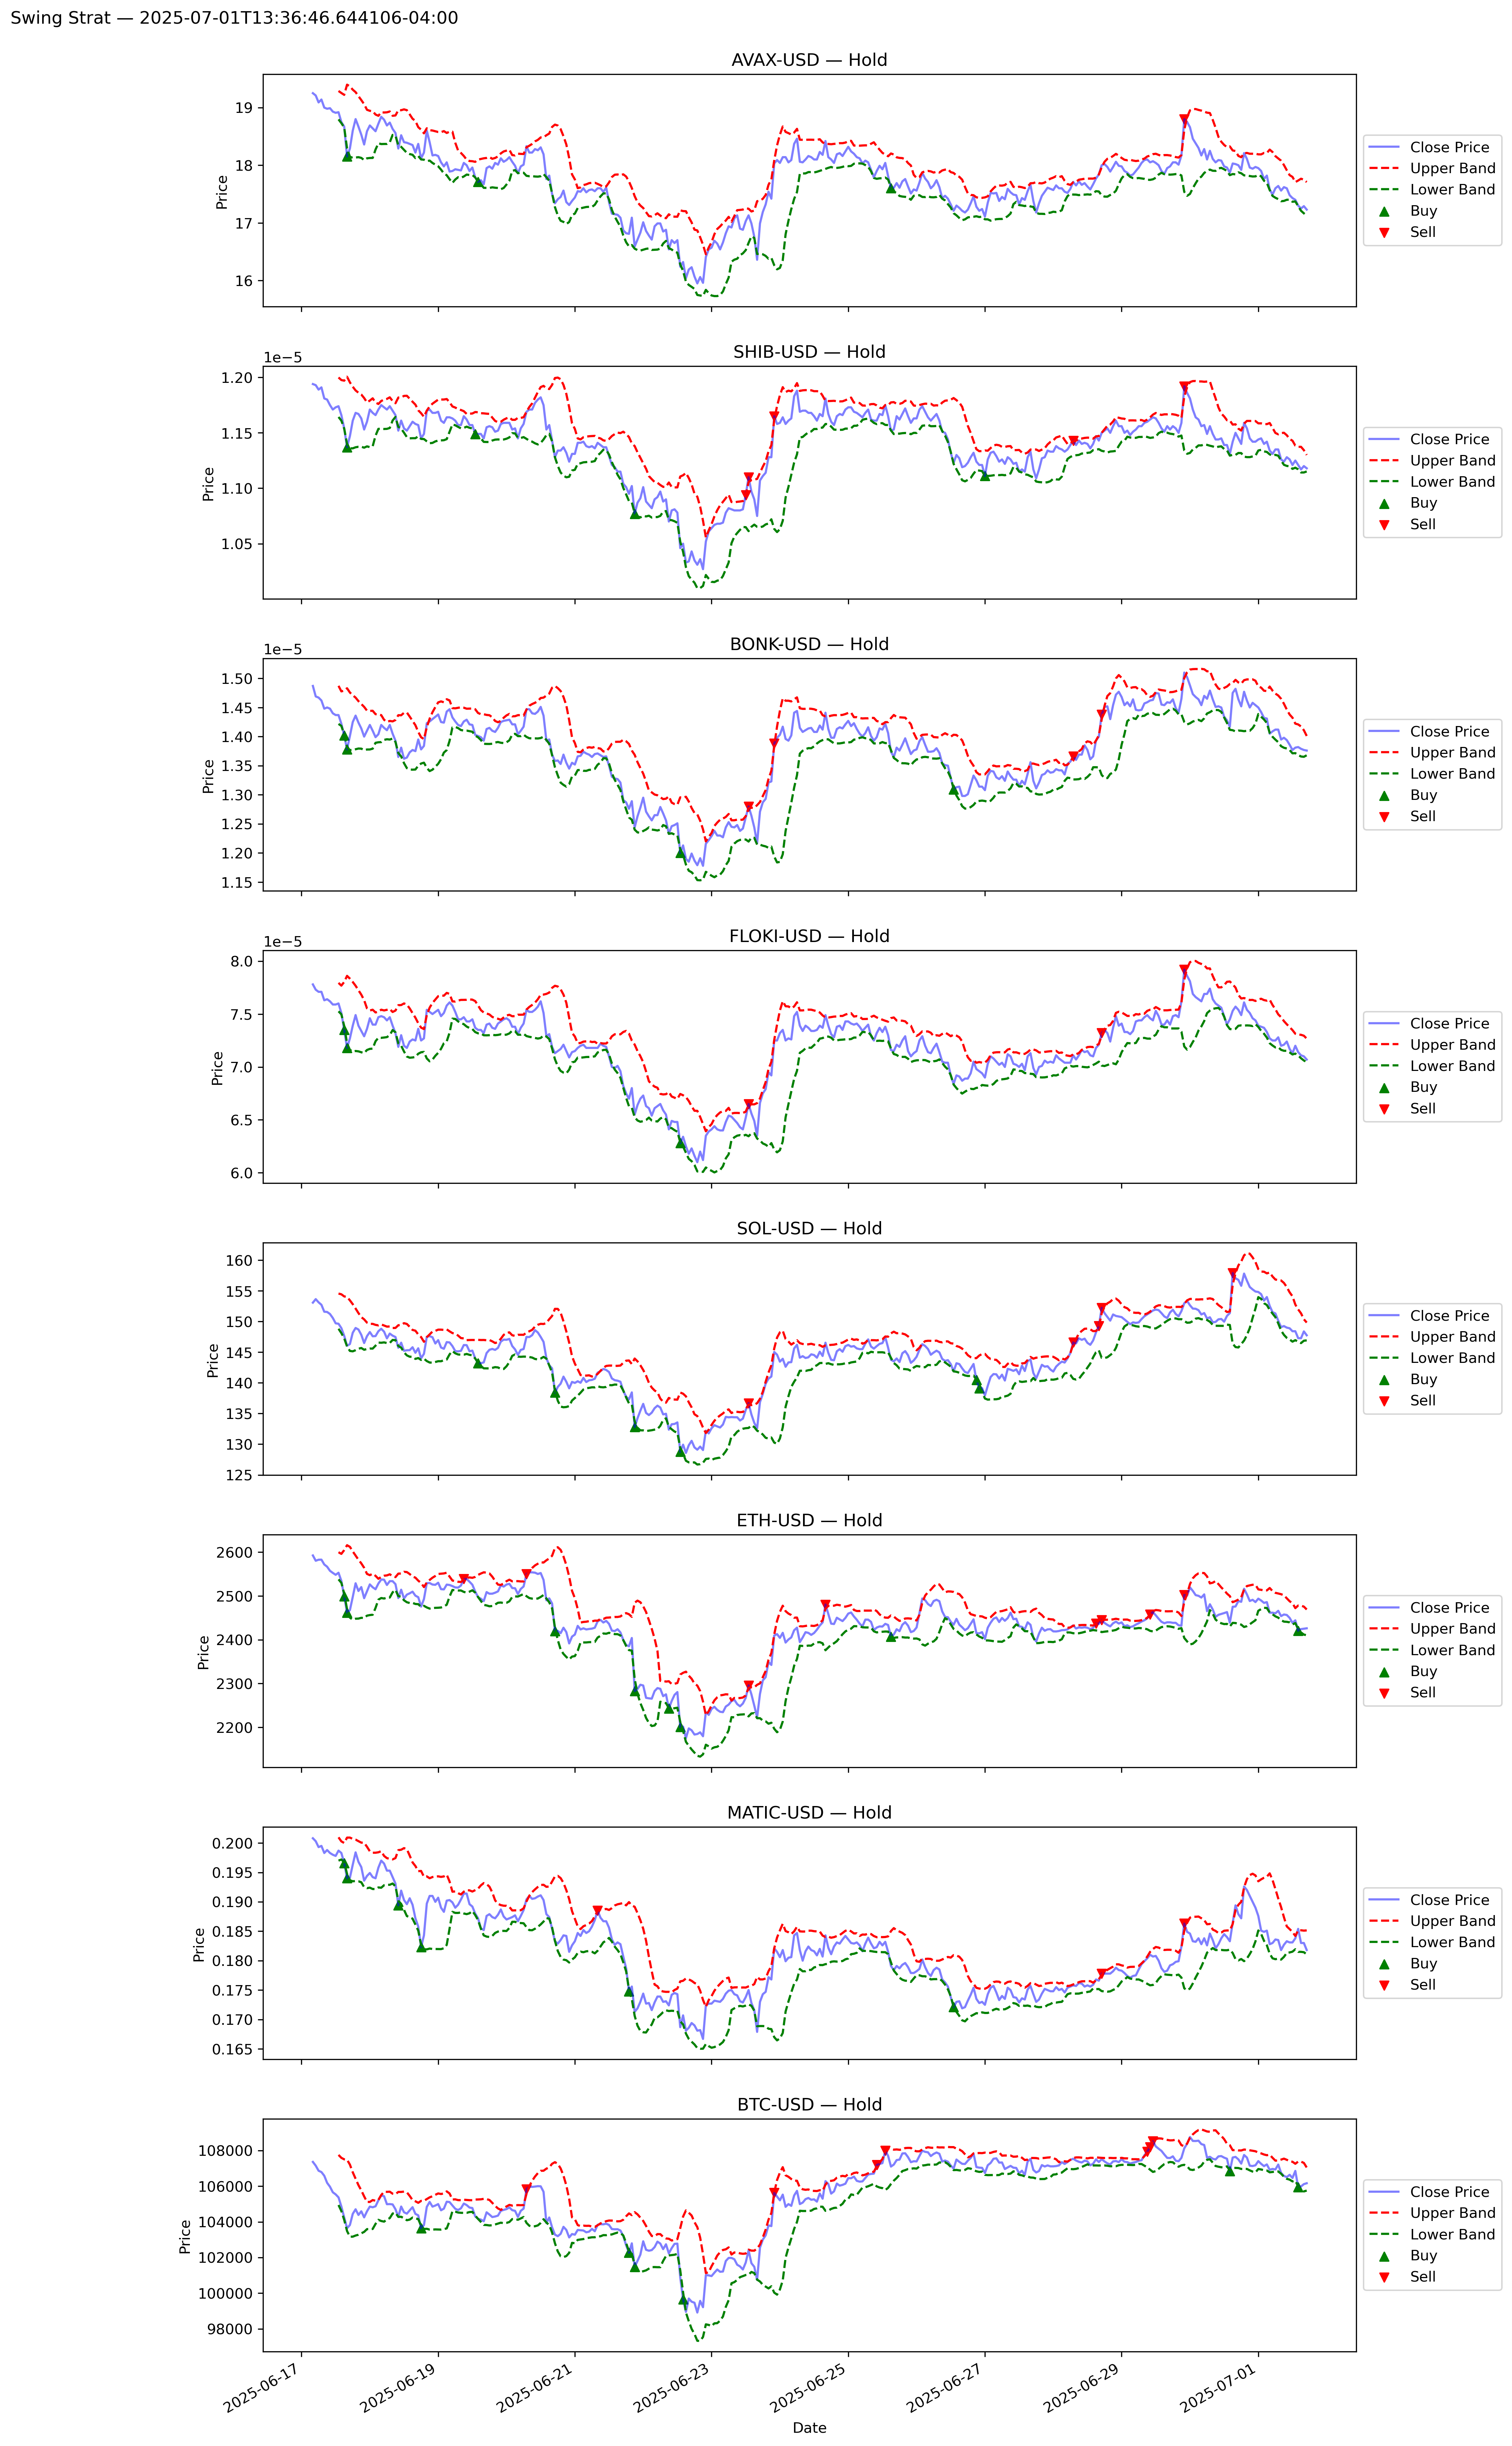 Swing Strat — 2025-07-01T13:36:46.644106-04:00
AVAX-USD — Hold
19
18
17
16
Price
Close Price
Upper Band
Lower Band
Buy
Sell
SHIB-USD — Hold
1e−5
1.20
1.15
1.10
1.05
Price
Close Price
Upper Band
Lower Band
Buy
Sell
BONK-USD — Hold
1e−5
1.50
1.45
1.40
1.35
1.30
1.25
1.20
1.15
Price
Close Price
Upper Band
Lower Band
Buy
Sell
FLOKI-USD — Hold
1e−5
8.0
7.5
7.0
6.5
6.0
Price
Close Price
Upper Band
Lower Band
Buy
Sell
SOL-USD — Hold
160
155
150
145
140
135
130
125
Price
Close Price
Upper Band
Lower Band
Buy
Sell
ETH-USD — Hold
2600
2500
2400
2300
2200
Price
Close Price
Upper Band
Lower Band
Buy
Sell
MATIC-USD — Hold
0.200
0.195
0.190
0.185
0.180
0.175
0.170
0.165
Price
Close Price
Upper Band
Lower Band
Buy
Sell
BTC-USD — Hold
108000
106000
104000
102000
100000
98000
Price
Close Price
Upper Band
Lower Band
Buy
Sell
2025-06-17
2025-06-19
2025-06-21
2025-06-23
2025-06-25
2025-06-27
2025-06-29
2025-07-01
Date